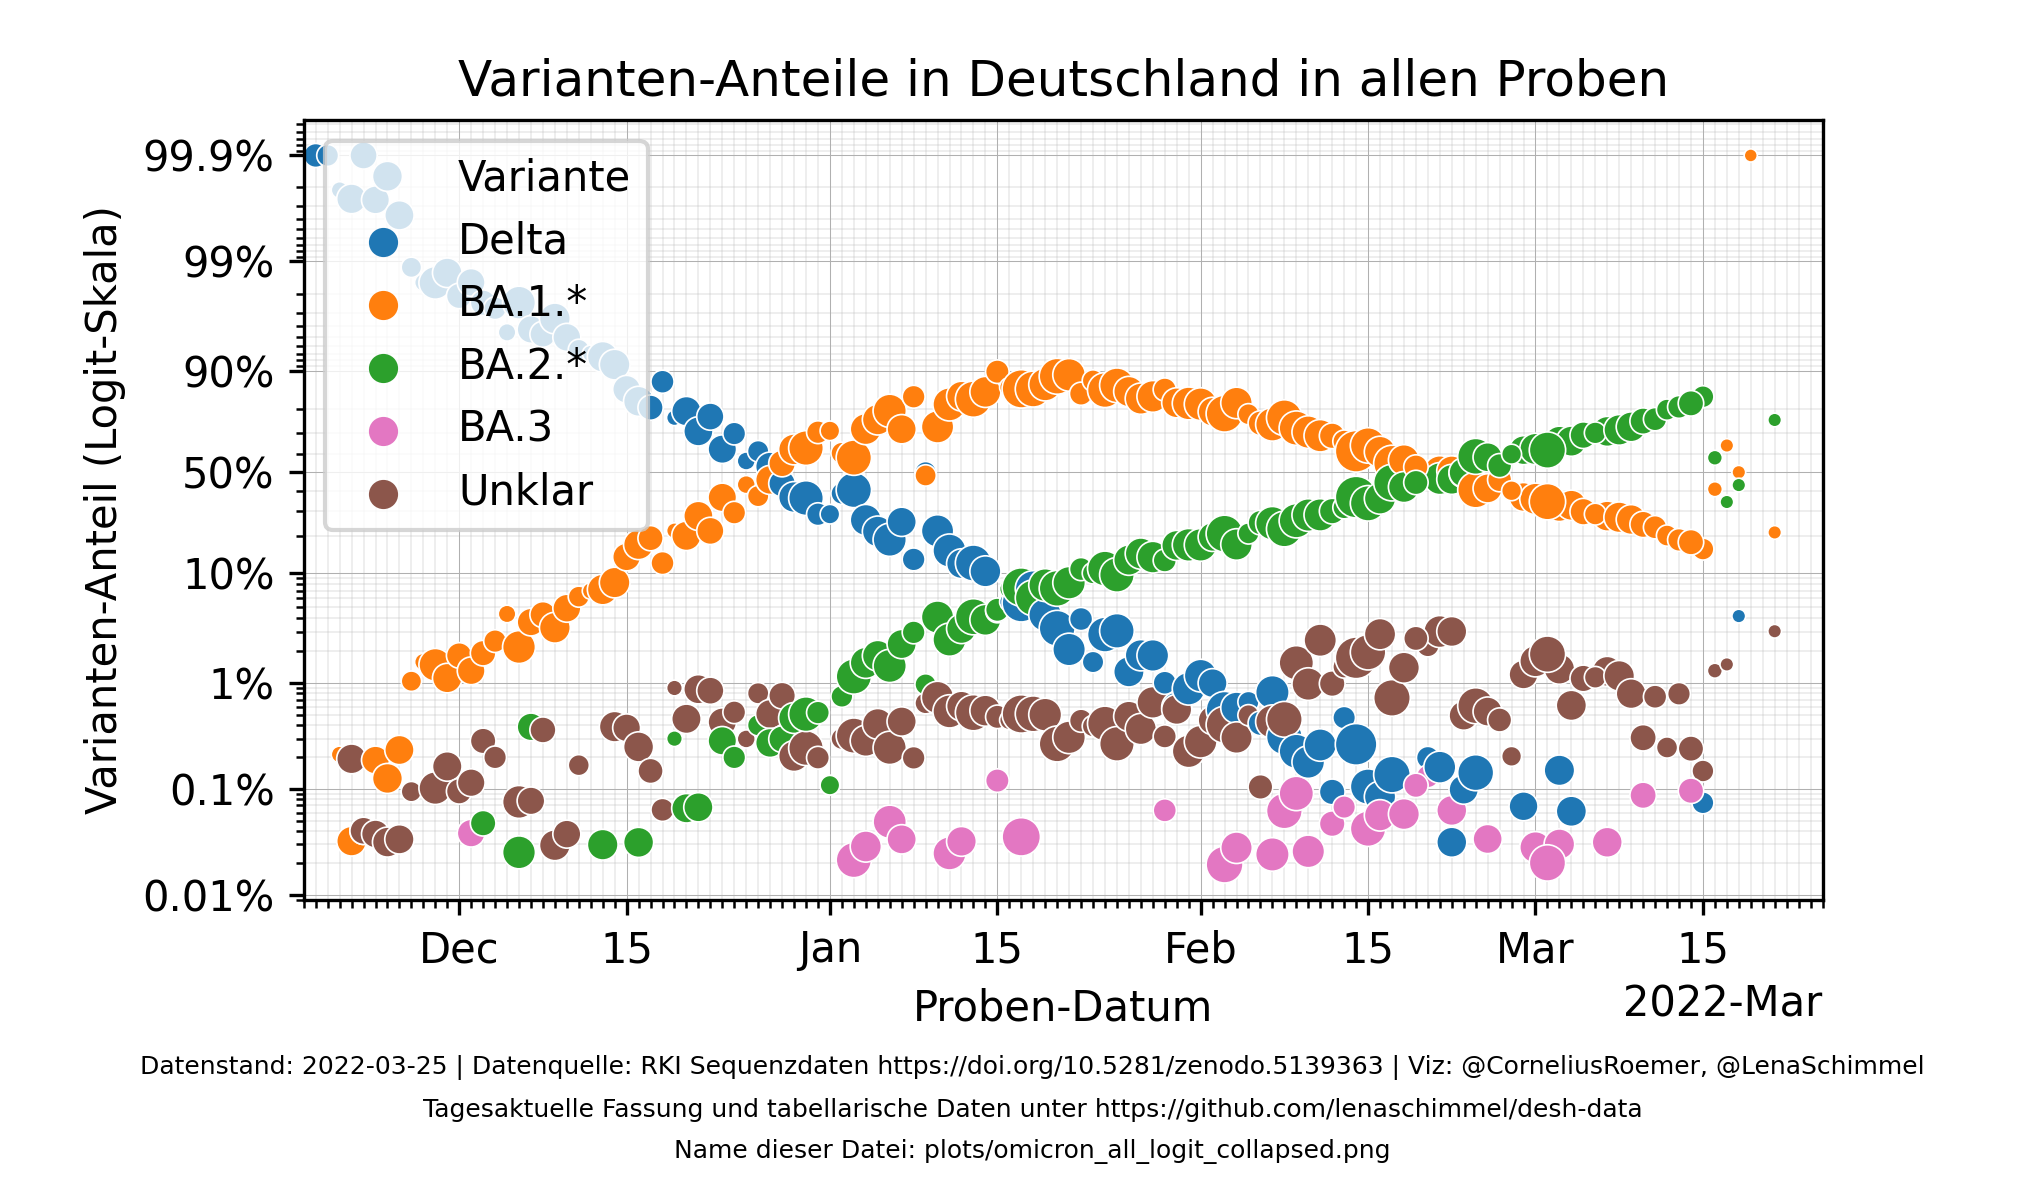 Varianten-Anteile in Deutschland in allen Proben
Varianten-Anteil (Logit-Skala)
99.9%
99%
90%
50%
10%
1%
0.1%
0.01%
Variante
Delta
BA.1.*
BA.2.*
BA.3
Unklar
Dec 15 Jan 15 Feb 15 Mar 15
2022-Mar
Proben-Datum
Datenstand: 2022-03-25 | Datenquelle: RKI Sequenzdaten https://doi.org/10.5281/zenodo.5139363 | Viz: @CorneliusRoemer, @LenaSchimmel
Tagesaktuelle Fassung und tabellarische Daten unter https://github.com/lenaschimmel/desh-data
Name dieser Datei: plots/omicron_all_logit_collapsed.png